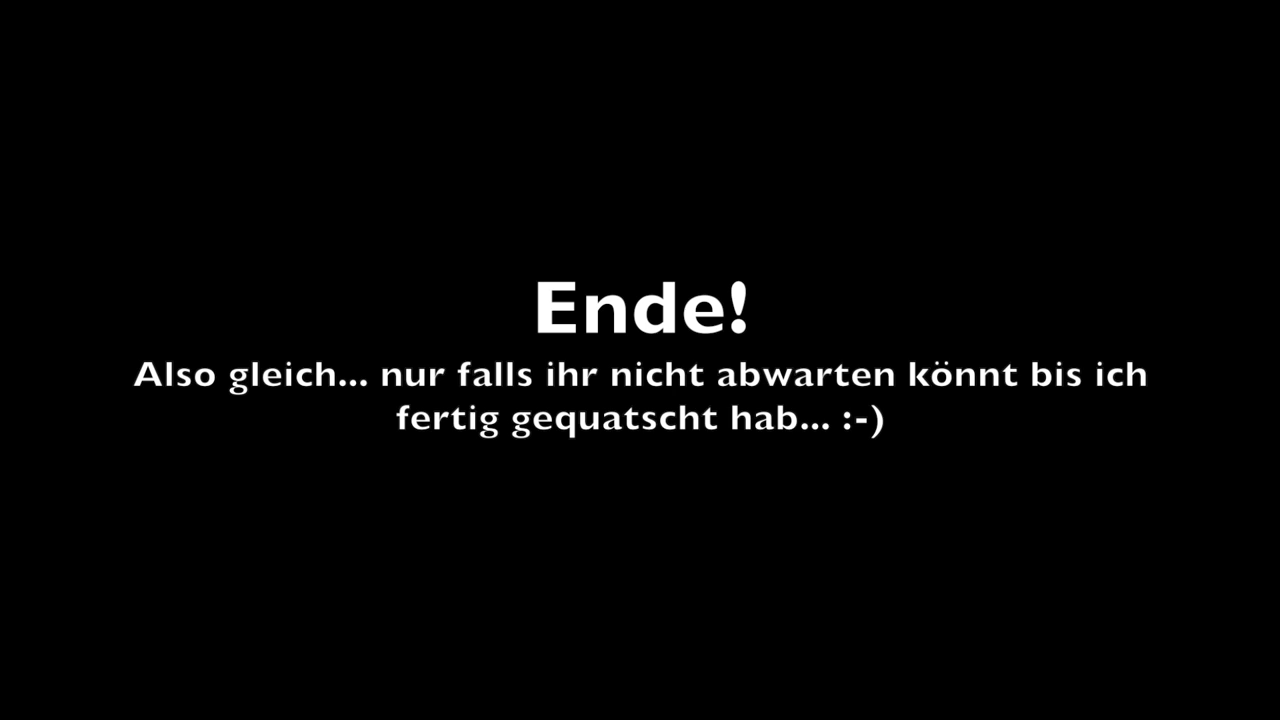 Ende!
Also gleich... nur falls ihr nicht abwarten könnt bis ich
fertig gequatscht hab... :-)